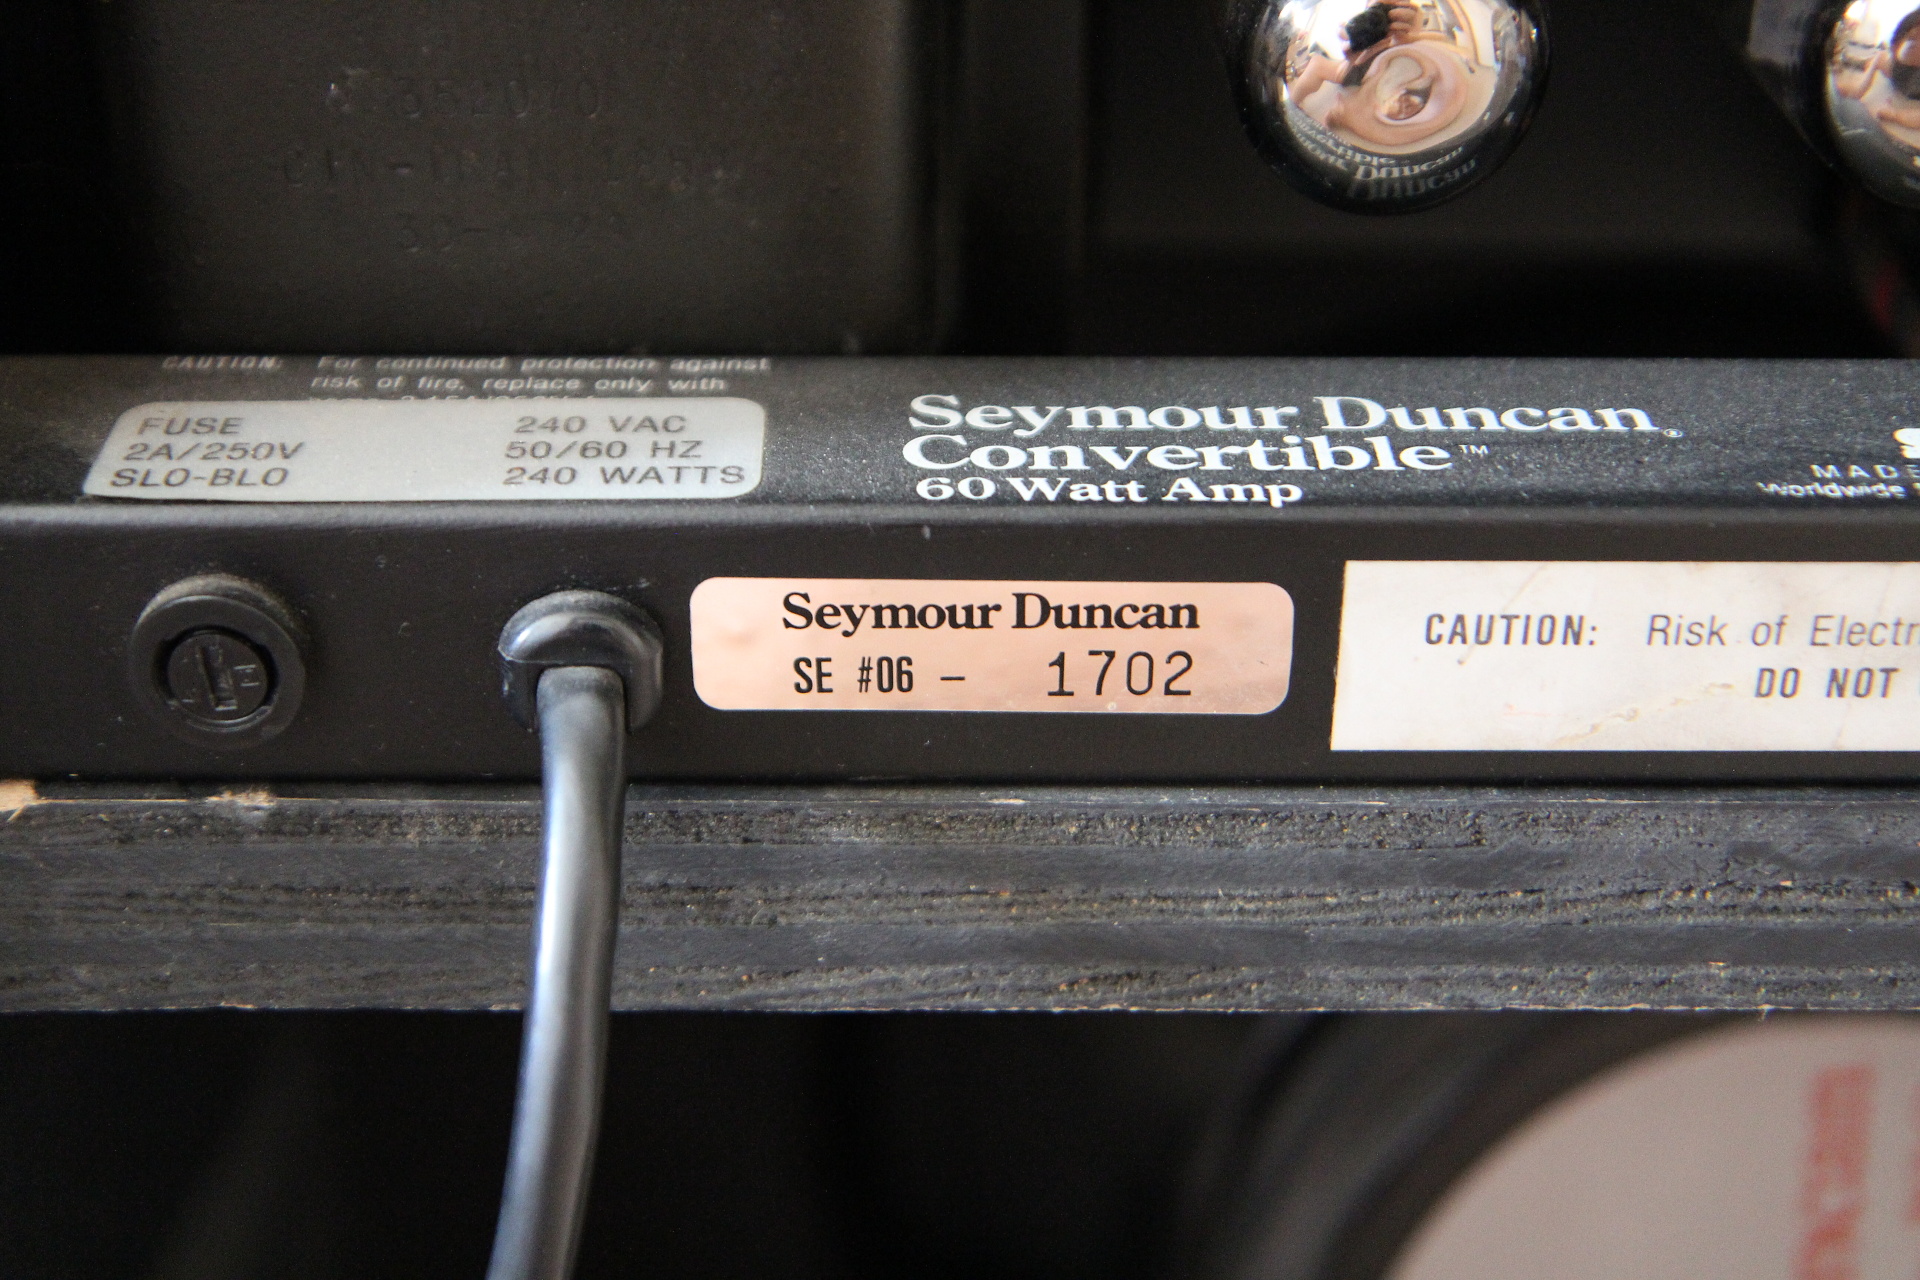 CAUTION: For continued protection against
risk of fire, replace only with
FUSE 240 VAC
2A/250V 50/60 HZ
SLO-BLO 240 WATTS
Seymour Duncan®
Convertible™
60 Watt Amp
MADE
Worldwide
Seymour Duncan
SE #06 - 1702
CAUTION: Risk of Electr
DO NOT